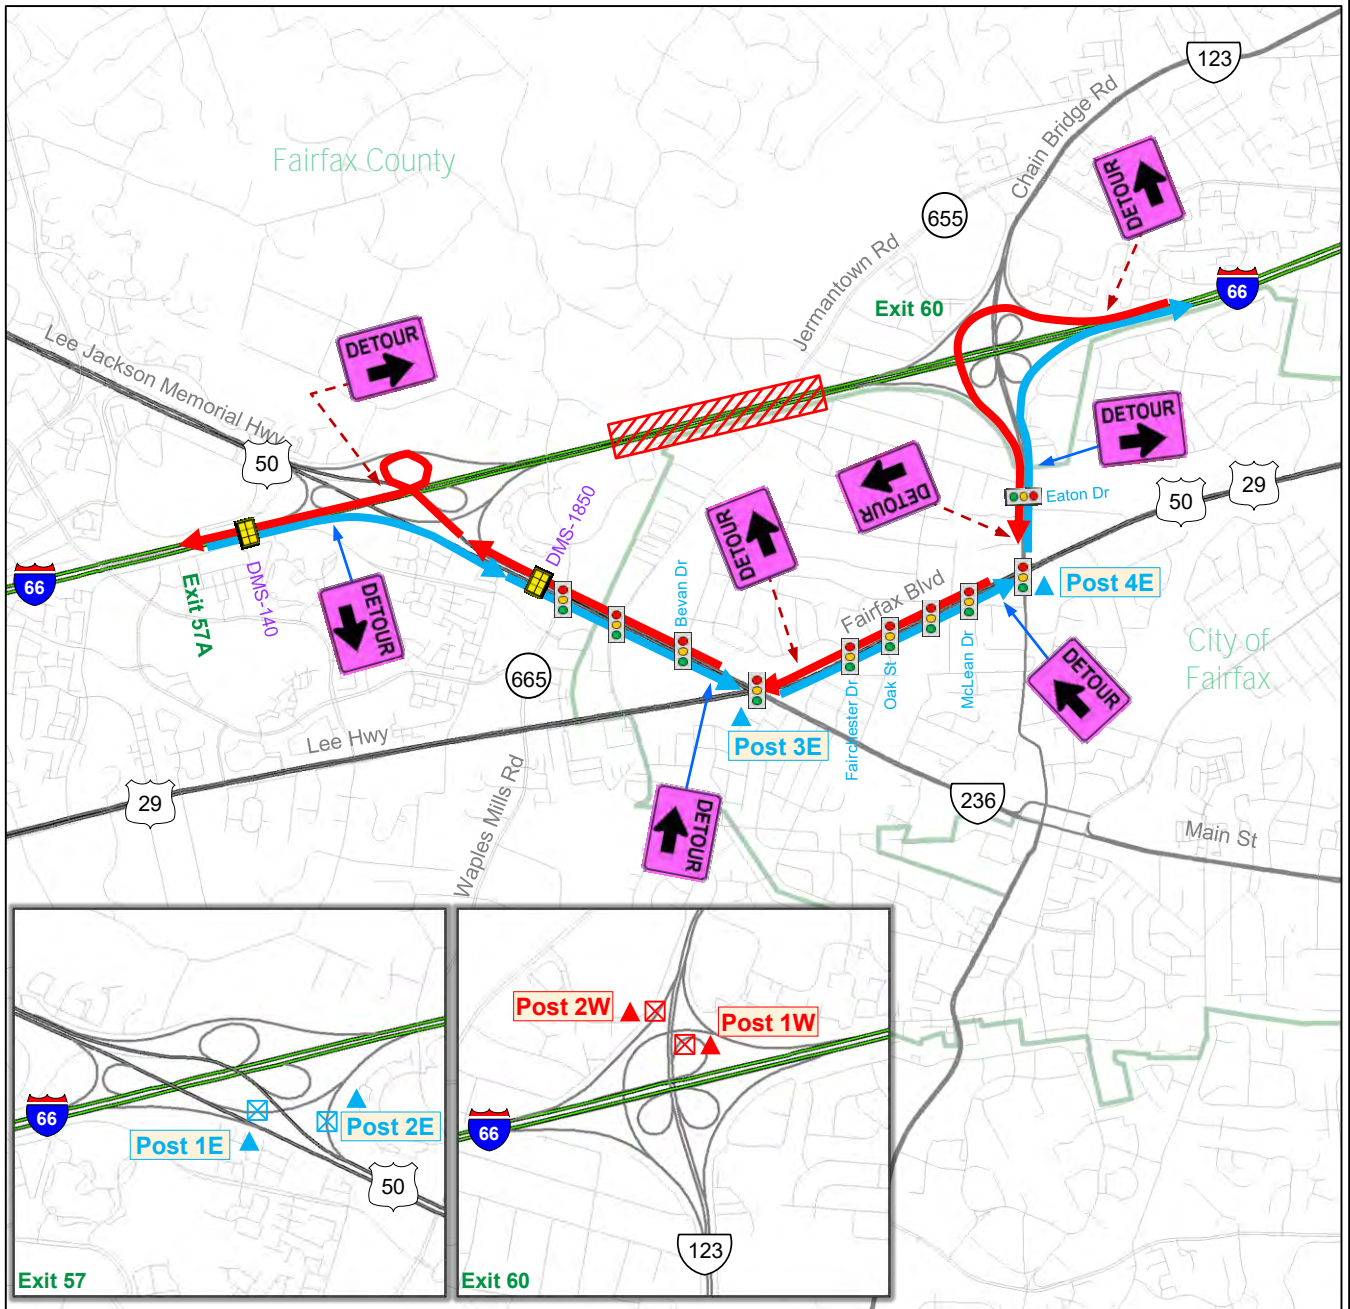 123
Chain Bridge Rd
DETOUR
655
Fairfax County
Jermantown Rd
66
Exit 60
DETOUR
Lee Jackson Memorial Hwy
50
DETOUR
DETOUR
50
29
Eaton Dr
DMS-1850
DETOUR
66
Exit 57A
DMS-140
DETOUR
Bevan Dr
Fairfax Blvd
Post 4E
City of
Fairfax
McLean Dr
Oak St
Fairchester Dr
DETOUR
665
Post 3E
Lee Hwy
29
Waples Mills Rd
DETOUR
236
Main St
66
Post 1E
Post 2E
50
Exit 57
Post 2W
Post 1W
66
123
Exit 60